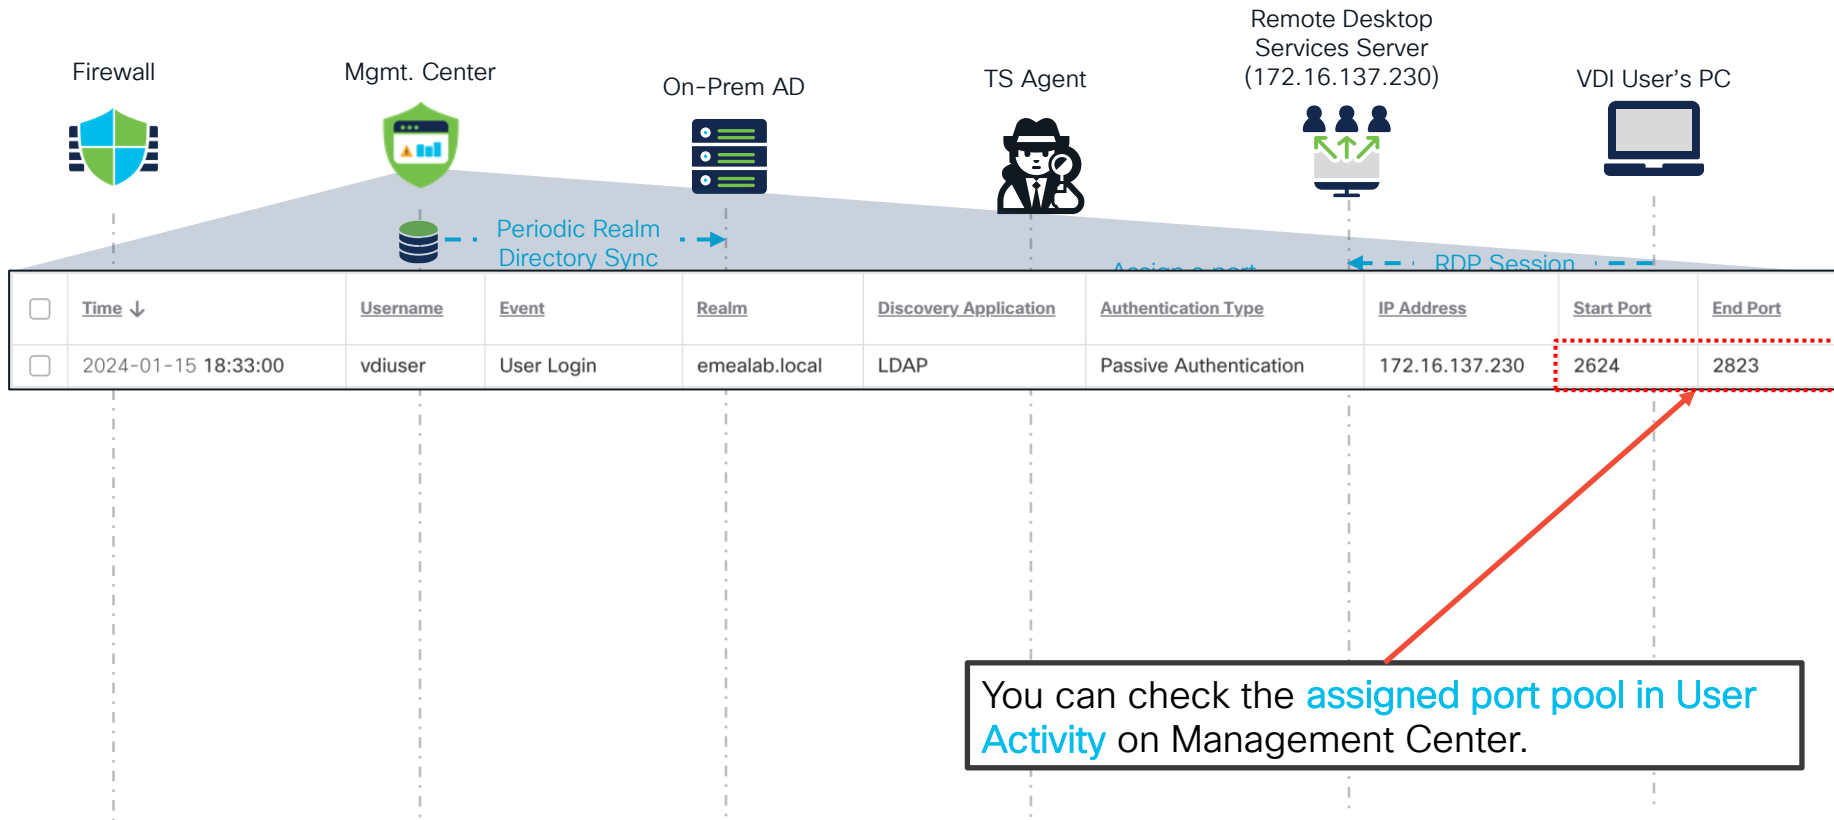 Firewall
Mgmt. Center
On-Prem AD
TS Agent
Remote Desktop
Services Server
(172.16.137.230)
VDI User's PC
Periodic Realm
Directory Sync
Assign a port
RDP Session
Time ↓ Username Event Realm Discovery Application Authentication Type IP Address Start Port End Port
2024-01-15 18:33:00 vdiuser User Login emealab.local LDAP Passive Authentication 172.16.137.230 2624 2823
You can check the assigned port pool in User
Activity on Management Center.